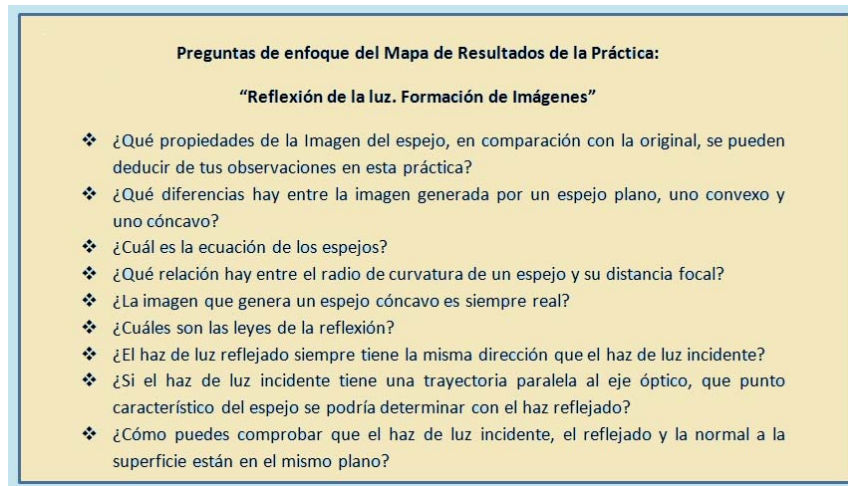 Preguntas de enfoque del Mapa de Resultados de la Práctica:
“Reflexión de la luz. Formación de Imágenes”
❖ ¿Qué propiedades de la Imagen del espejo, en comparación con la original, se pueden
deducir de tus observaciones en esta práctica?
❖ ¿Qué diferencias hay entre la imagen generada por un espejo plano, uno convexo y
uno cóncavo?
❖ ¿Cuál es la ecuación de los espejos?
❖ ¿Qué relación hay entre el radio de curvatura de un espejo y su distancia focal?
❖ ¿La imagen que genera un espejo cóncavo es siempre real?
❖ ¿Cuáles son las leyes de la reflexión?
❖ ¿El haz de luz reflejado siempre tiene la misma dirección que el haz de luz incidente?
❖ ¿Si el haz de luz incidente tiene una trayectoria paralela al eje óptico, que punto
característico del espejo se podría determinar con el haz reflejado?
❖ ¿Cómo puedes comprobar que el haz de luz incidente, el reflejado y la normal a la
superficie están en el mismo plano?